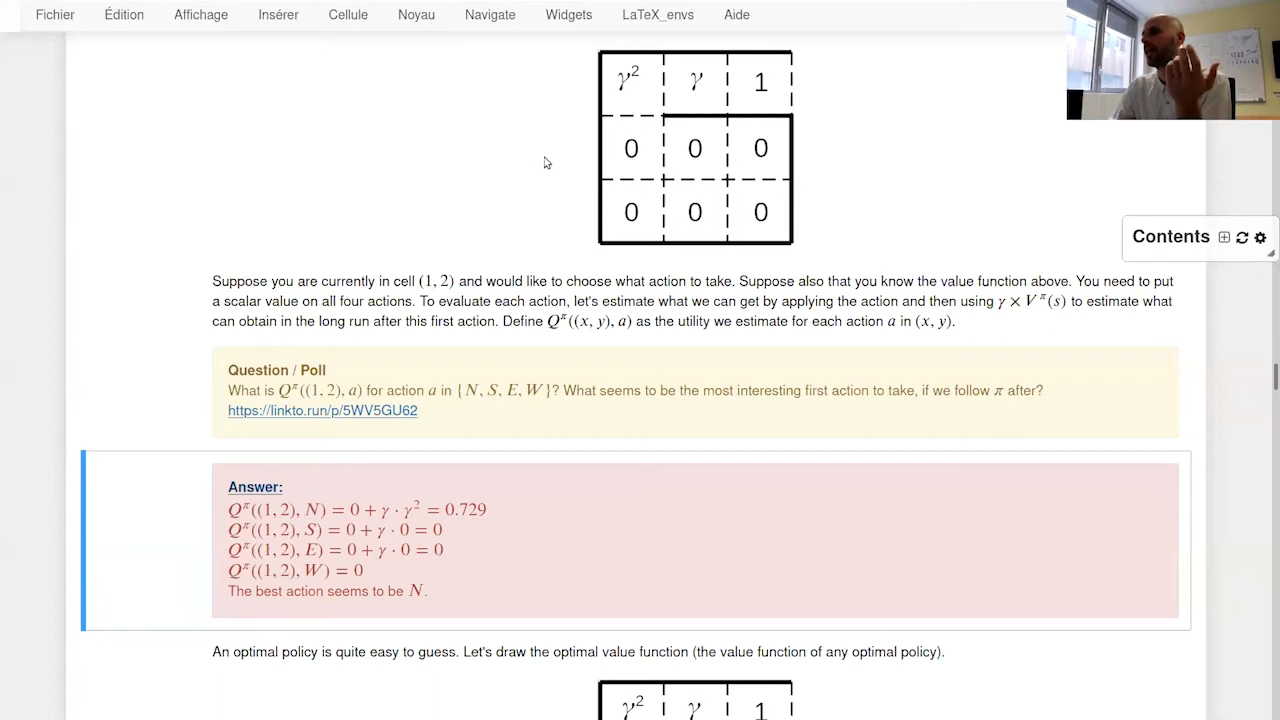 Fichier Édition Affichage Insérer Cellule Noyau Navigate Widgets LaTeX_envs Aide
γ² γ 1
0 0 0
0 0 0
Contents
Suppose you are currently in cell (1, 2) and would like to choose what action to take. Suppose also that you know the value function above. You need to put
a scalar value on all four actions. To evaluate each action, let's estimate what we can get by applying the action and then using γ × V^π(s) to estimate what
can obtain in the long run after this first action. Define Q^π((x, y), a) as the utility we estimate for each action a in (x, y).
Question / Poll
What is Q^π((1, 2), a) for action a in {N, S, E, W}? What seems to be the most interesting first action to take, if we follow π after?
https://linkto.run/p/5WV5GU62
Answer:
Q^π((1, 2), N) = 0 + γ · γ² = 0.729
Q^π((1, 2), S) = 0 + γ · 0 = 0
Q^π((1, 2), E) = 0 + γ · 0 = 0
Q^π((1, 2), W) = 0
The best action seems to be N.
An optimal policy is quite easy to guess. Let's draw the optimal value function (the value function of any optimal policy).
γ² γ 1